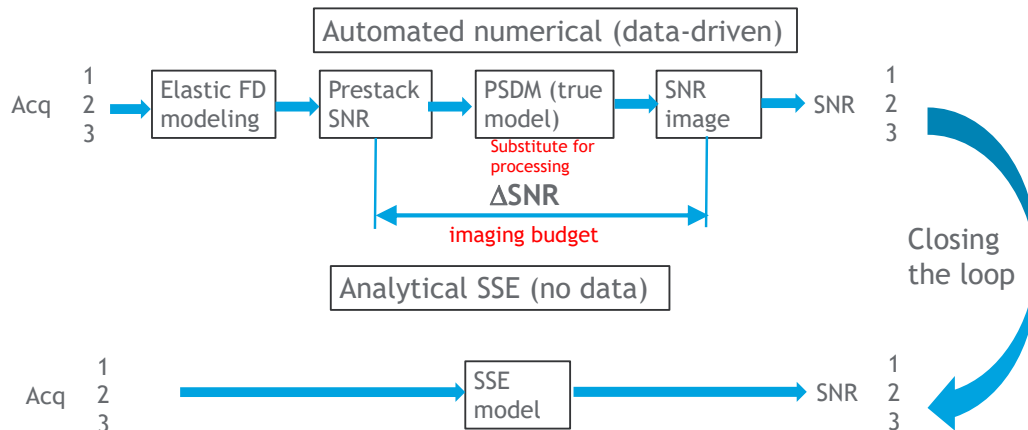 Automated numerical (data-driven)
Acq
1
2
3
Elastic FD
modeling
Prestack
SNR
PSDM (true
model)
SNR
image
SNR
1
2
3
Substitute for
processing
ΔSNR
imaging budget
Closing
the loop
Analytical SSE (no data)
Acq
1
2
3
SSE
model
SNR
1
2
3